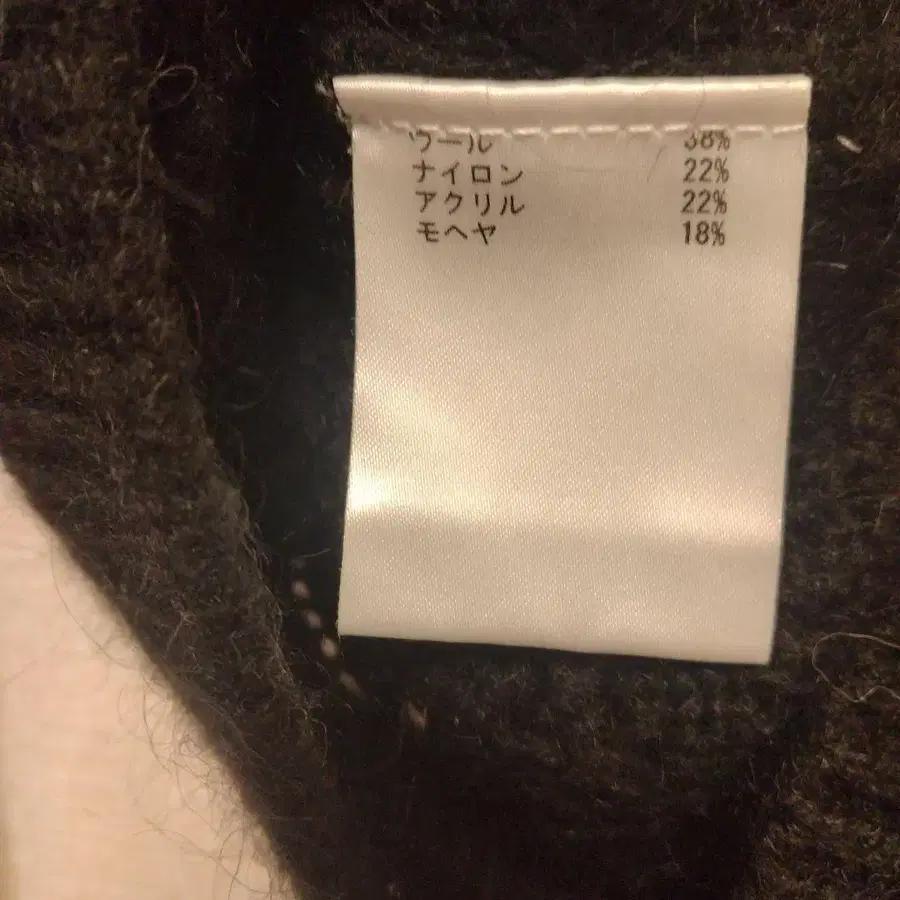 ウール 38%
ナイロン 22%
アクリル 22%
モヘヤ 18%